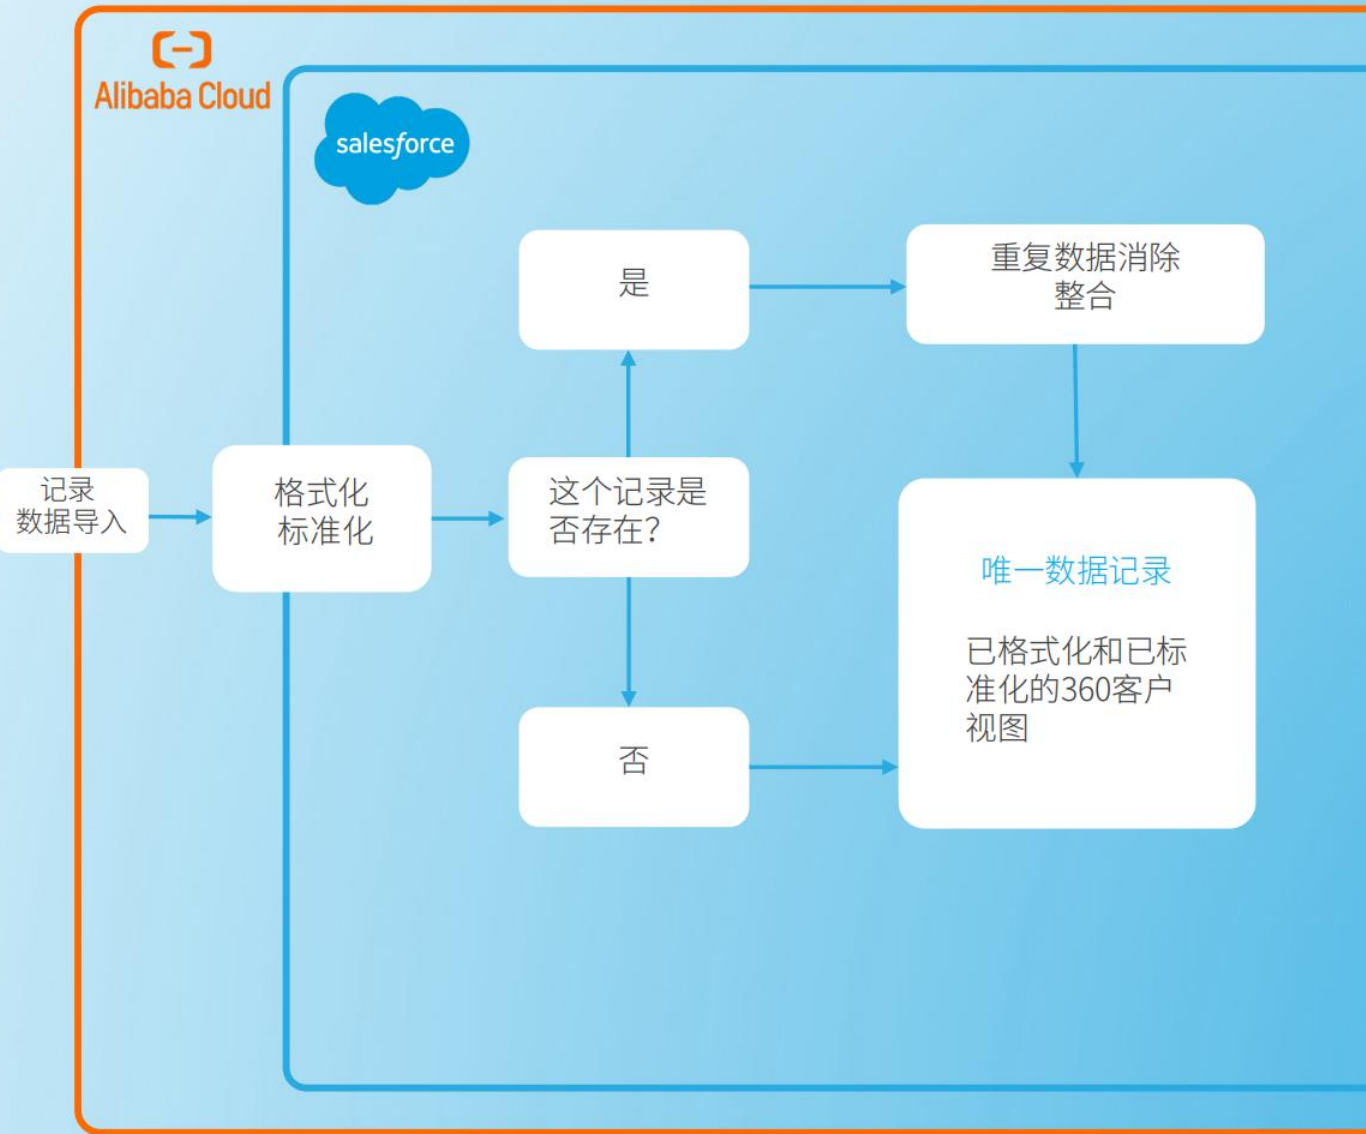 Alibaba Cloud
salesforce
是
重复数据消除
整合
记录
数据导入
格式化
标准化
这个记录是
否存在？
唯一数据记录
已格式化和已标
准化的360客户
视图
否